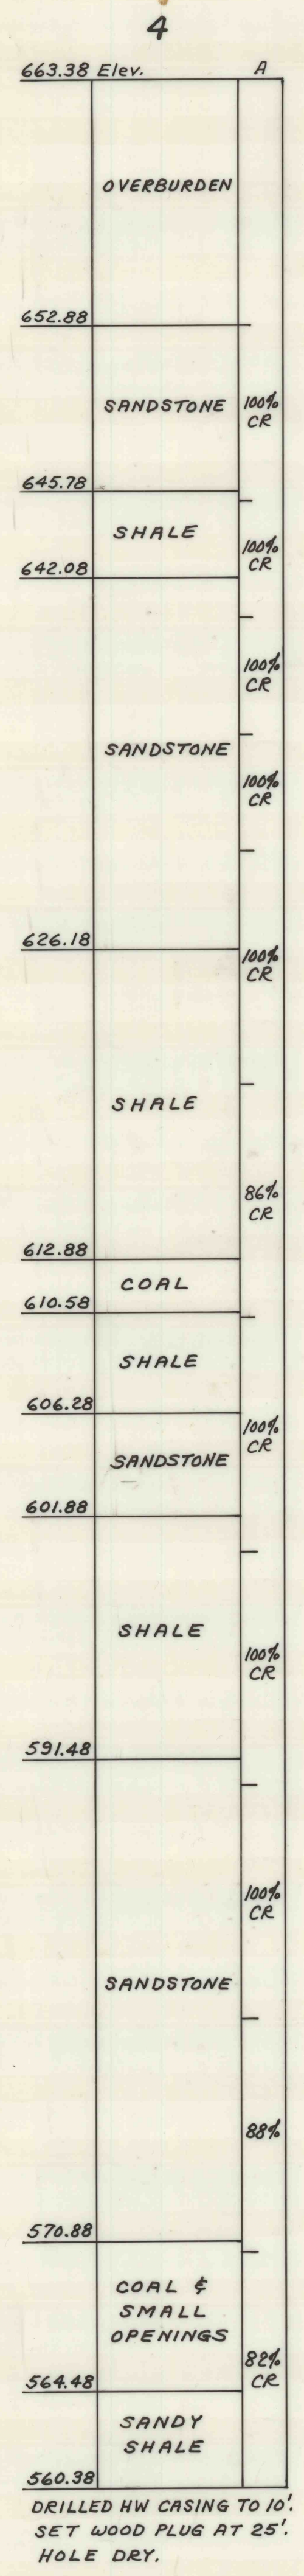 4
663.38 Elev. A
OVERBURDEN
652.88
SANDSTONE 100%
CR
645.78
SHALE
100%
CR
642.08
100%
CR
SANDSTONE
100%
CR
626.18
100%
CR
SHALE
86%
CR
612.88
COAL
610.58
SHALE
606.28
100%
CR
SANDSTONE
601.88
SHALE
100%
CR
591.48
100%
CR
SANDSTONE
88%
570.88
COAL &
SMALL
OPENINGS
82%
CR
564.48
SANDY
SHALE
560.38
DRILLED HW CASING TO 10'.
SET WOOD PLUG AT 25'.
HOLE DRY.